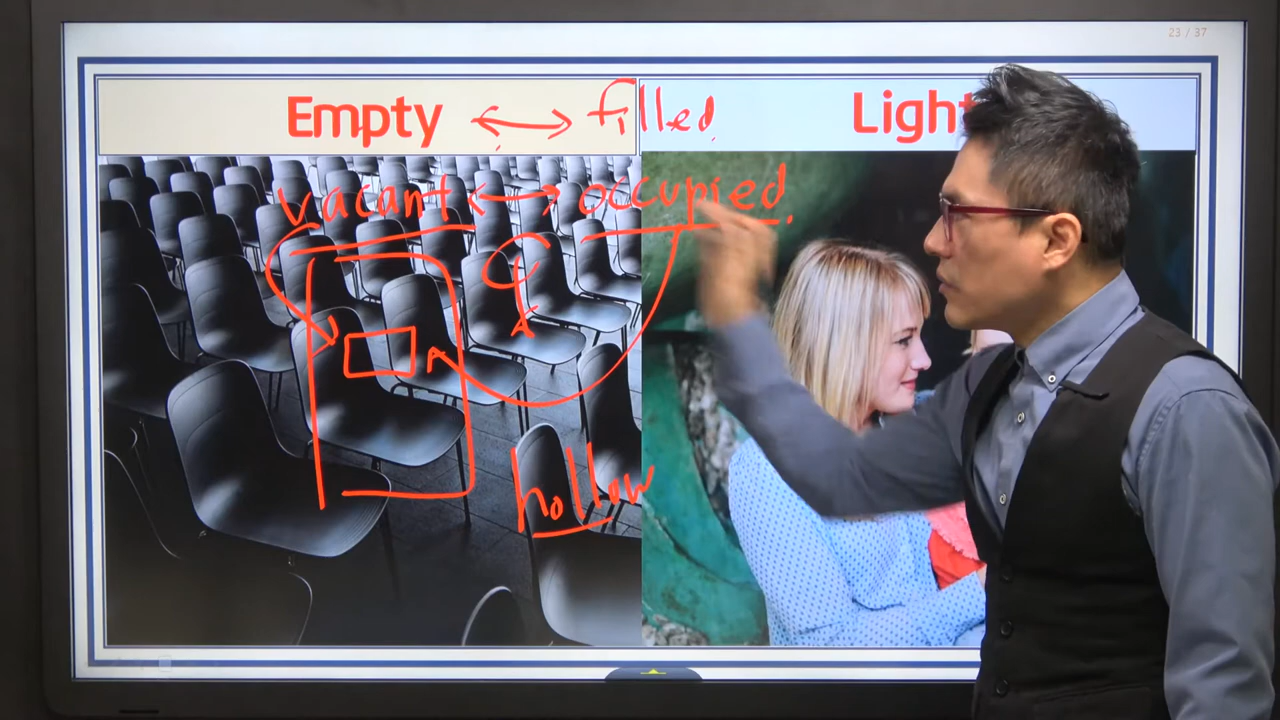 23 / 37
Empty ↔ filled
Light
vacant ↔ occupied
hollow